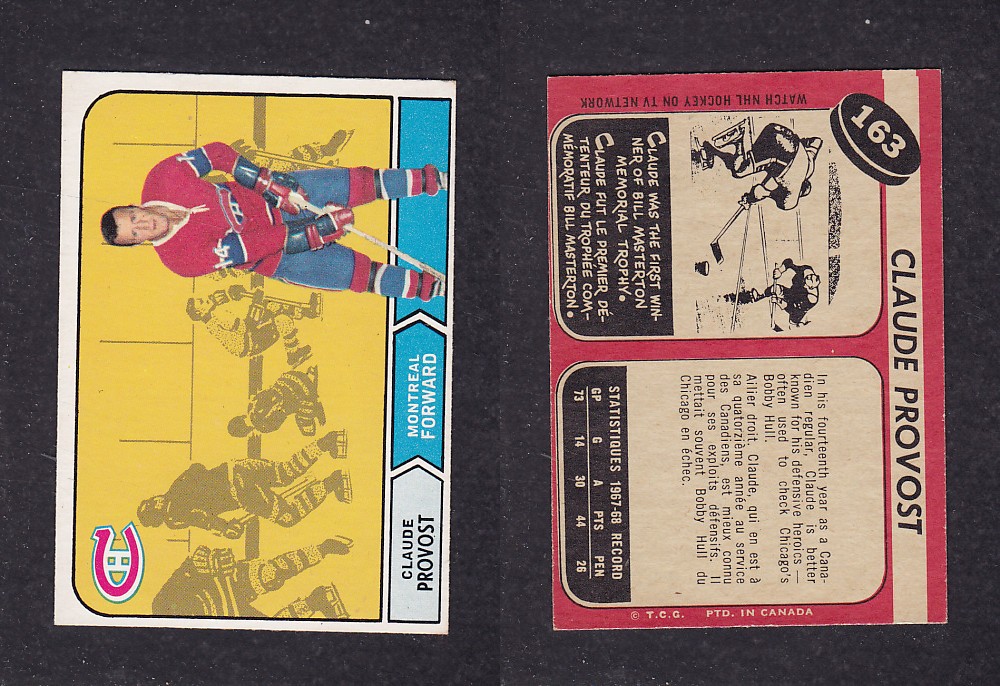 14
MONTREAL
FORWARD
CLAUDE
PROVOST
WATCH NHL HOCKEY ON TV NETWORK
163
CLAUDE PROVOST
CLAUDE WAS THE FIRST WIN-
NER OF BILL MASTERTON
MEMORIAL TROPHY.
CLAUDE FUT LE PREMIER DÉ-
TENTEUR DU TROPHÉE COM-
MÉMORATIF BILL MASTERTON.
In his fourteenth year as a Cana-
dien regular, Claude is better
known for his defensive heroics —
often used to check Chicago's
Bobby Hull.
Ailier droit. Claude, qui en est à
sa quatorzième année au service
des Canadiens, est mieux connu
pour ses exploits défensifs. Il
mettait souvent Bobby Hull du
Chicago en échec.
STATISTIQUES 1967-68 RECORD
GP G A PTS PEN
73 14 30 44 26
© T.C.G. PTD. IN CANADA